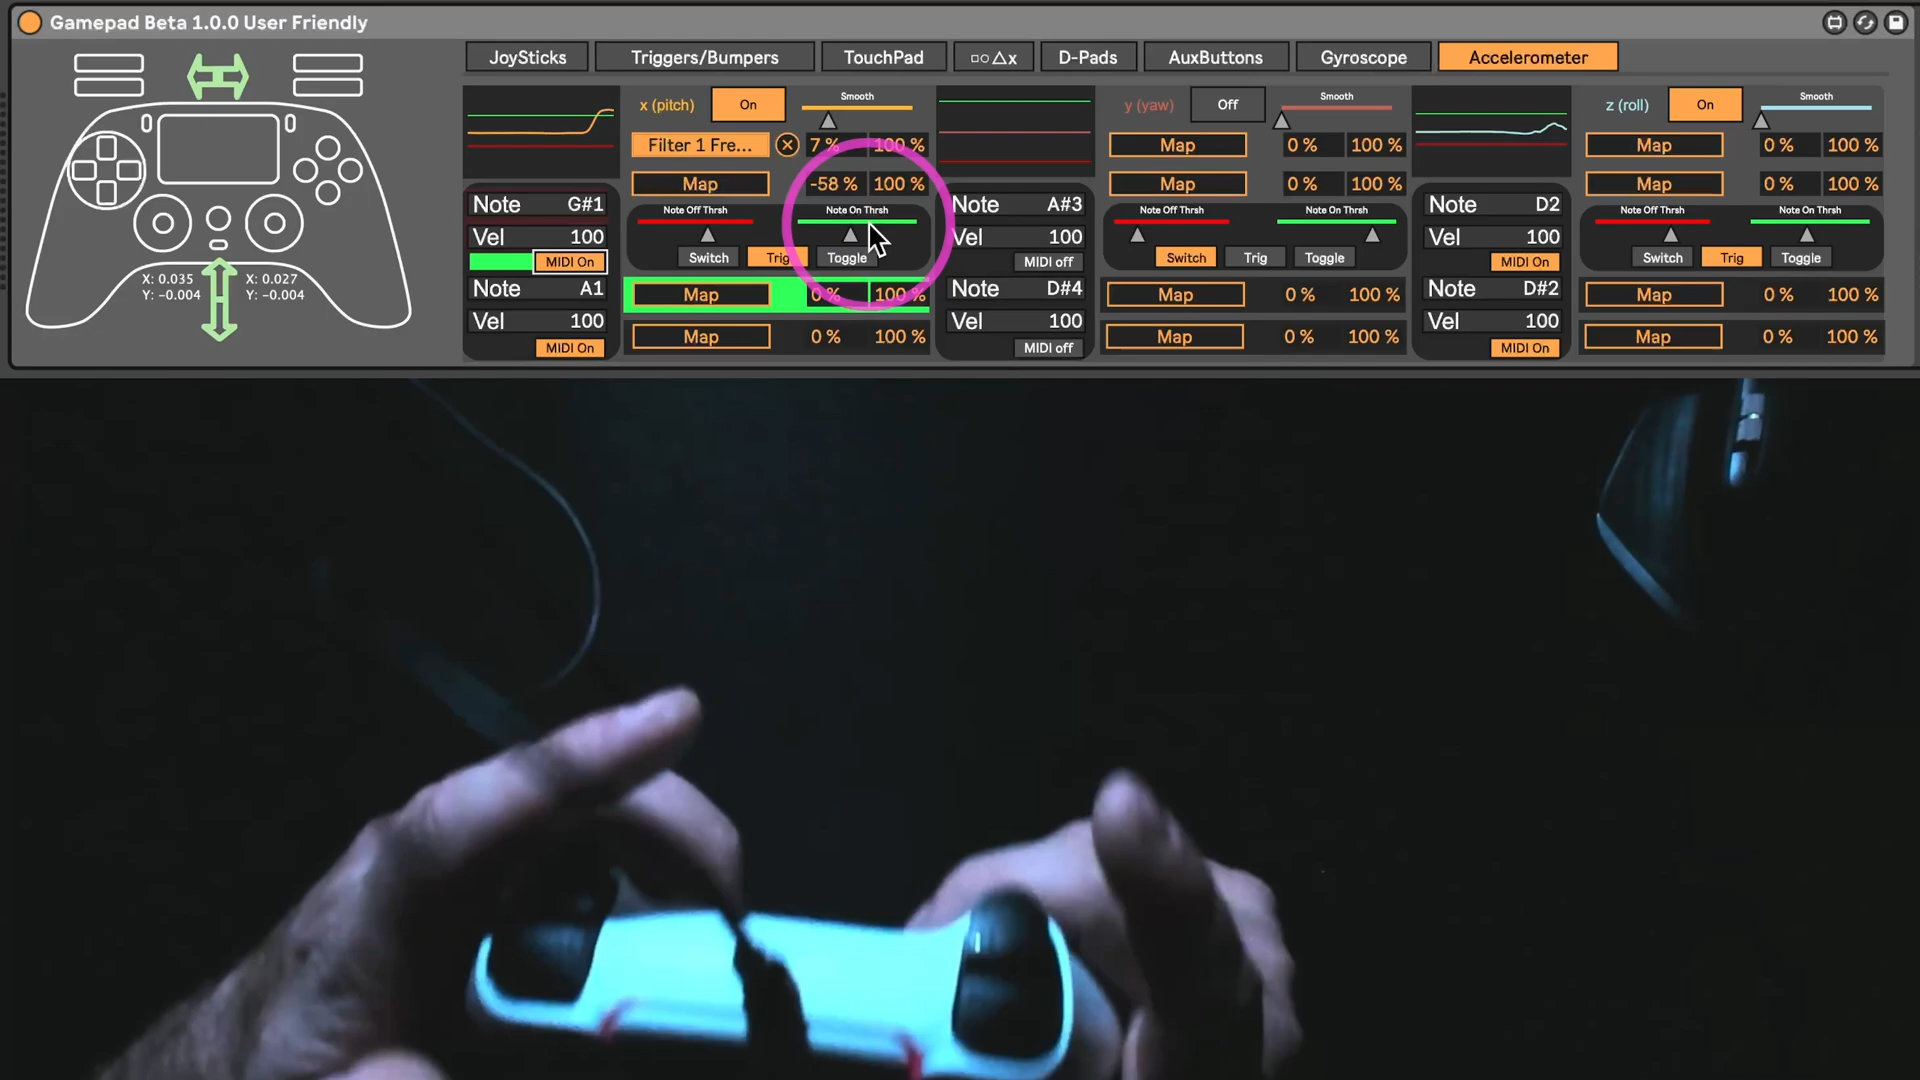 Gamepad Beta 1.0.0 User Friendly
JoySticks Triggers/Bumpers TouchPad □○△x D-Pads AuxButtons Gyroscope Accelerometer
x (pitch) On Smooth
Filter 1 Fre... 7 % 100 %
Map -58 % 100 %
Note Off Thrsh Note On Thrsh
Switch Trig Toggle
Map 0 % 100 %
Map 0 % 100 %
Note G#1
Vel 100
MIDI On
Note A1
Vel 100
MIDI On
y (yaw) Off Smooth
Map 0 % 100 %
Map 0 % 100 %
Note Off Thrsh Note On Thrsh
Switch Trig Toggle
Map 0 % 100 %
Map 0 % 100 %
Note A#3
Vel 100
MIDI off
Note D#4
Vel 100
MIDI off
z (roll) On Smooth
Map 0 % 100 %
Map 0 % 100 %
Note Off Thrsh Note On Thrsh
Switch Trig Toggle
Map 0 % 100 %
Map 0 % 100 %
Note D2
Vel 100
MIDI On
Note D#2
Vel 100
MIDI On
X: 0.035 X: 0.027
Y: -0.004 Y: -0.004